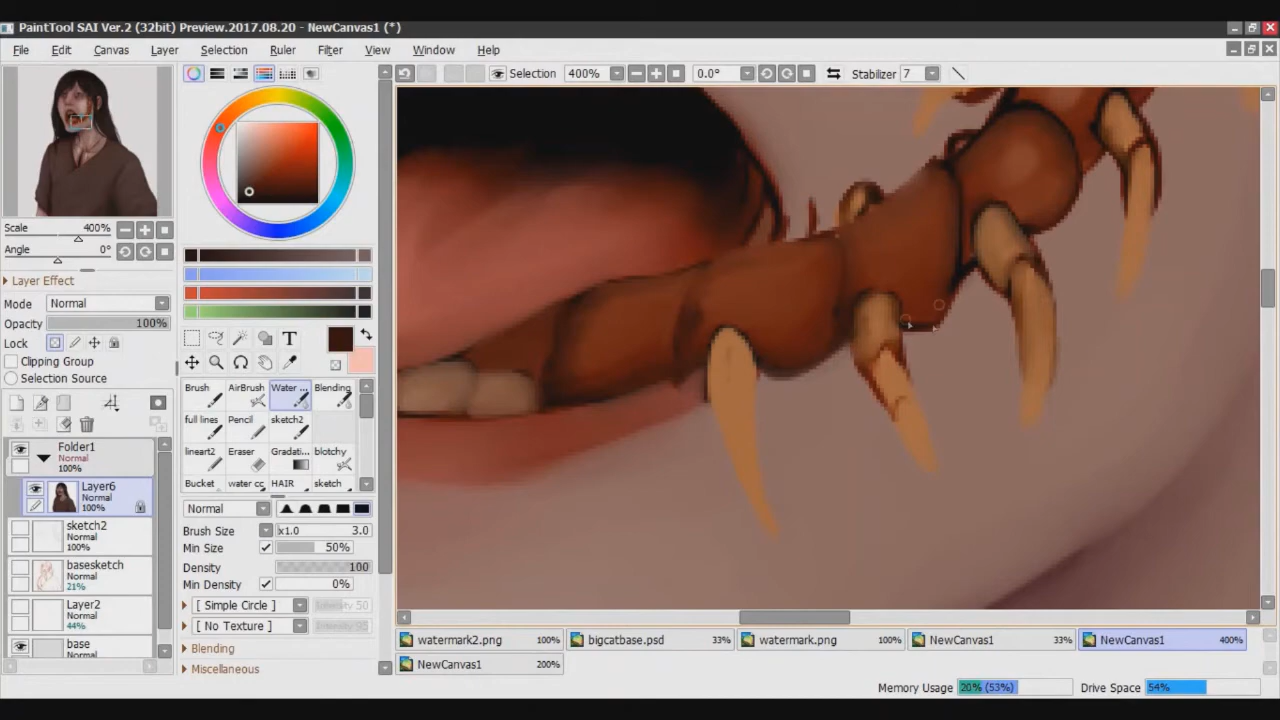 PaintTool SAI Ver.2 (32bit) Preview.2017.08.20 - NewCanvas1 (*)
File Edit Canvas Layer Selection Ruler Filter View Window Help
Selection 400% 0.0° Stabilizer 7
Scale 400%
Angle 0°
Layer Effect
Mode Normal
Opacity 100%
Lock
Clipping Group
Selection Source
Folder1
Normal
100%
Layer6
Normal
100%
sketch2
Normal
100%
basesketch
Normal
21%
Layer2
Normal
44%
base
Normal
T
Brush AirBrush Water ... Blending
full lines Pencil sketch2
lineart2 Eraser Gradati... blotchy
Bucket water cc HAIR sketch
Normal
Brush Size x1.0 3.0
Min Size 50%
Density 100
Min Density 0%
[ Simple Circle ] Intensity 50
[ No Texture ]
Blending
Miscellaneous
watermark2.png 100% bigcatbase.psd 33% watermark.png 100% NewCanvas1 33% NewCanvas1 400%
NewCanvas1 200%
Memory Usage 20% (53%) Drive Space 54%